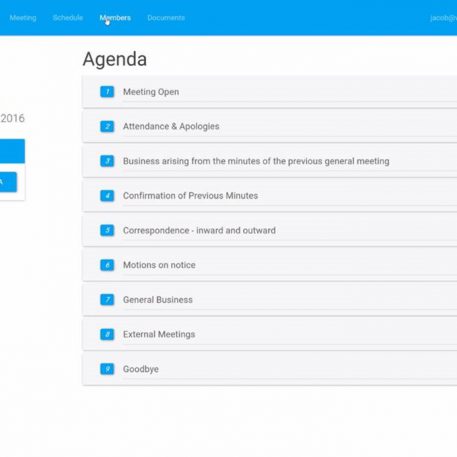 Meeting Schedule Members Documents jacob@
Agenda
1 Meeting Open
2016
2 Attendance & Apologies
3 Business arising from the minutes of the previous general meeting
A
4 Confirmation of Previous Minutes
5 Correspondence - inward and outward
6 Motions on notice
7 General Business
8 External Meetings
9 Goodbye